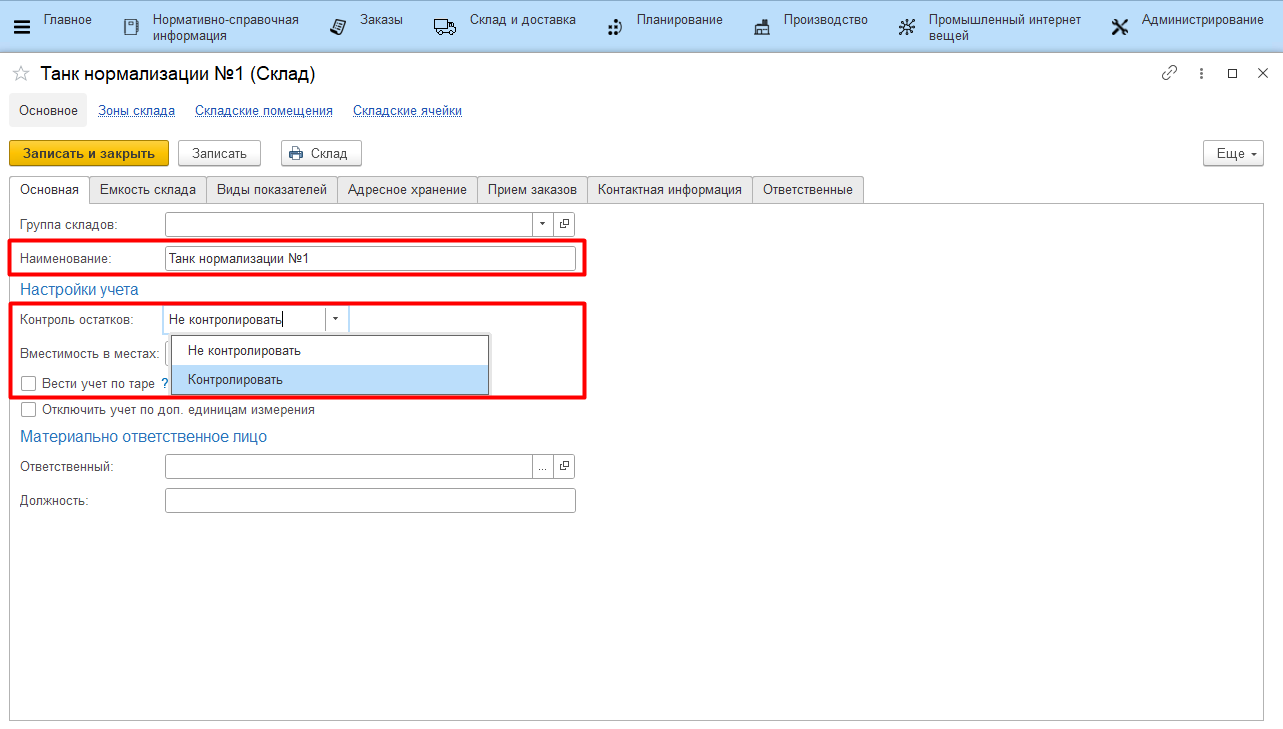 Главное
Нормативно-справочная
информация
Заказы
Склад и доставка
Планирование
Производство
Промышленный интернет
вещей
Администрирование
Танк нормализации №1 (Склад)
Основное Зоны склада Складские помещения Складские ячейки
Записать и закрыть Записать Склад Еще
Основная Емкость склада Виды показателей Адресное хранение Прием заказов Контактная информация Ответственные
Группа складов:
Наименование: Танк нормализации №1
Настройки учета
Контроль остатков: Не контролировать
Вместимость в местах:
Не контролировать
Контролировать
Вести учет по таре ?
Отключить учет по доп. единицам измерения
Материально ответственное лицо
Ответственный: ...
Должность: